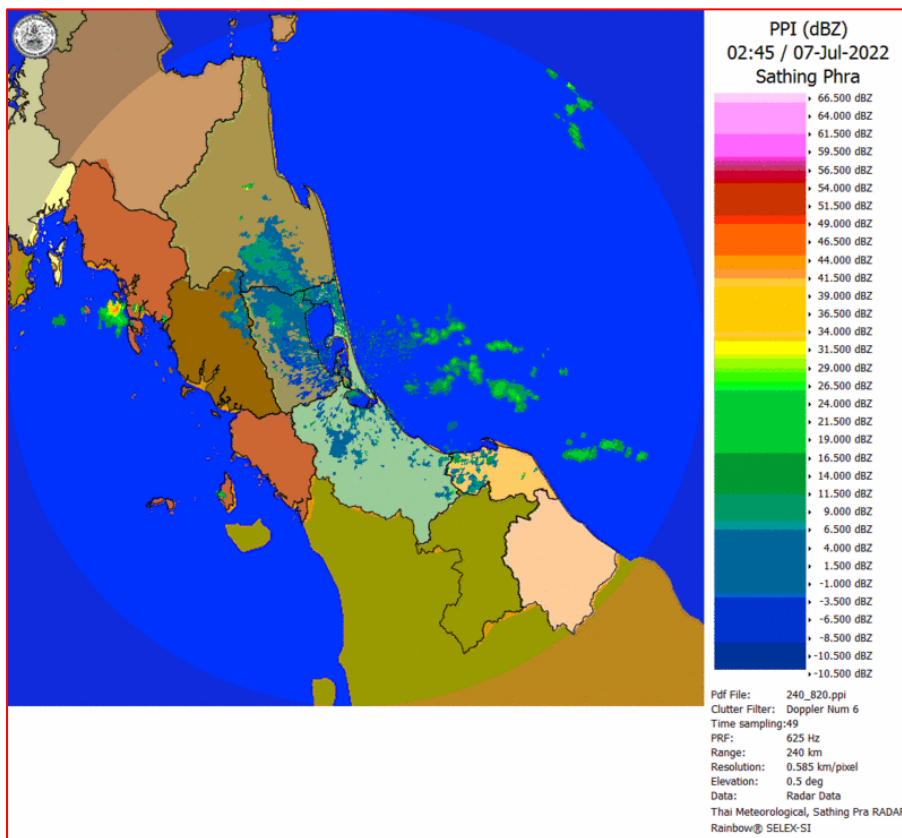 PPI (dBZ)
02:45 / 07-Jul-2022
Sathing Phra
66.500 dBZ
64.000 dBZ
61.500 dBZ
59.500 dBZ
56.500 dBZ
54.000 dBZ
51.500 dBZ
49.000 dBZ
46.500 dBZ
44.000 dBZ
41.500 dBZ
39.000 dBZ
36.500 dBZ
34.000 dBZ
31.500 dBZ
29.000 dBZ
26.500 dBZ
24.000 dBZ
21.500 dBZ
19.000 dBZ
16.500 dBZ
14.000 dBZ
11.500 dBZ
9.000 dBZ
6.500 dBZ
4.000 dBZ
1.500 dBZ
-1.000 dBZ
-3.500 dBZ
-6.500 dBZ
-8.500 dBZ
-10.500 dBZ
-10.500 dBZ
Pdf File: 240_820.ppi
Clutter Filter: Doppler Num 6
Time sampling:49
PRF: 625 Hz
Range: 240 km
Resolution: 0.585 km/pixel
Elevation: 0.5 deg
Data: Radar Data
Thai Meteorological, Sathing Pra RADAR
Rainbow® SELEX-SI